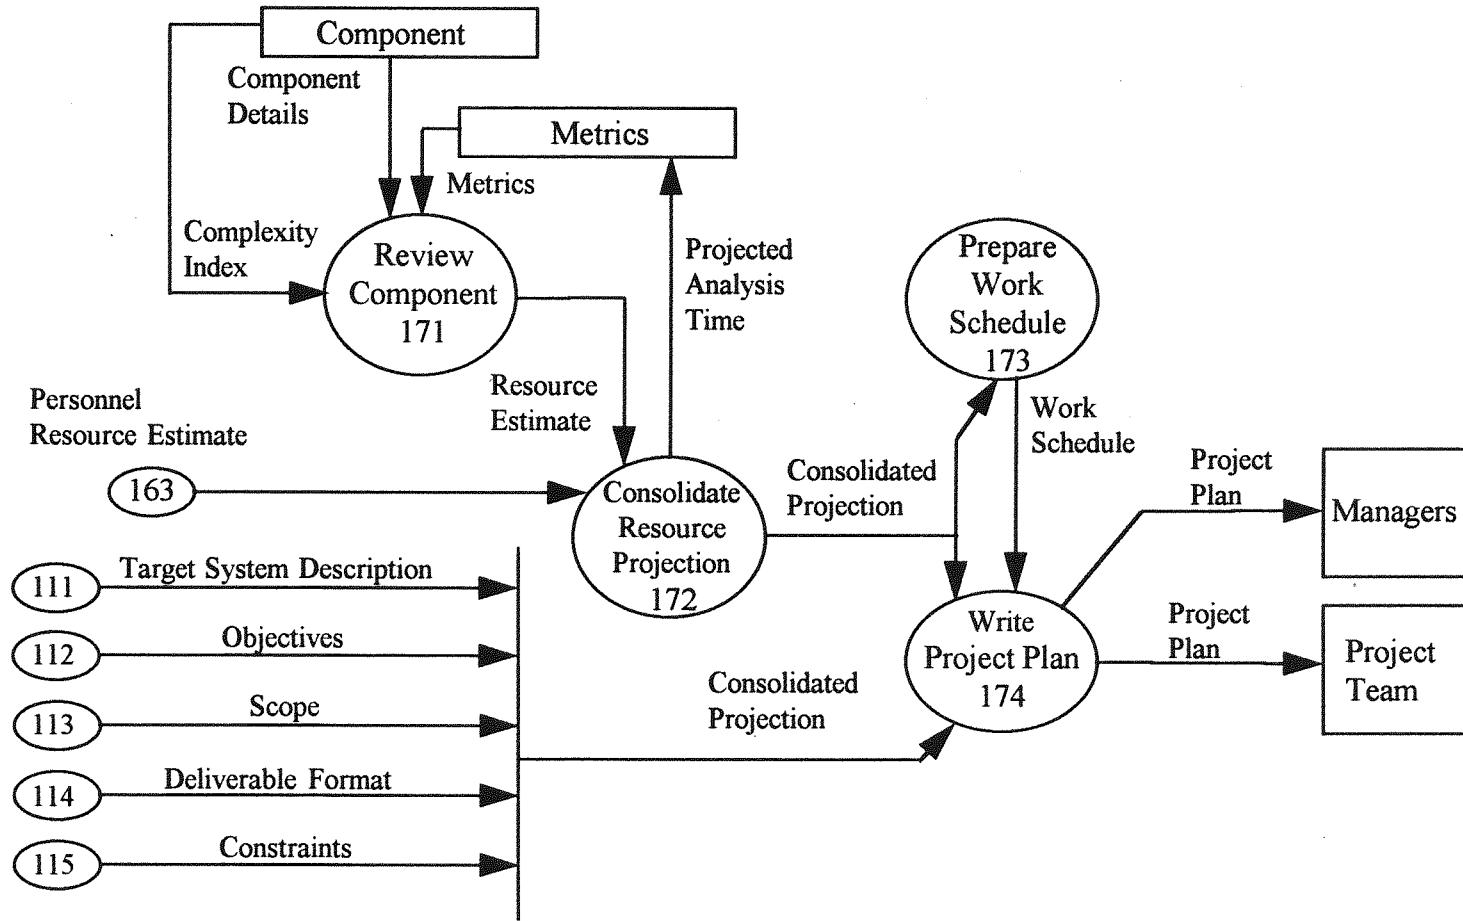 Component
Component
Details
Metrics
Metrics
Complexity
Index
Review
Component
171
Projected
Analysis
Time
Prepare
Work
Schedule
173
Resource
Estimate
Personnel
Resource Estimate
163
Work
Schedule
Consolidated
Projection
Consolidate
Resource
Projection
172
Project
Plan
Managers
111
Target System Description
112
Objectives
113
Scope
114
Deliverable Format
115
Constraints
Consolidated
Projection
Write
Project Plan
174
Project
Plan
Project
Team